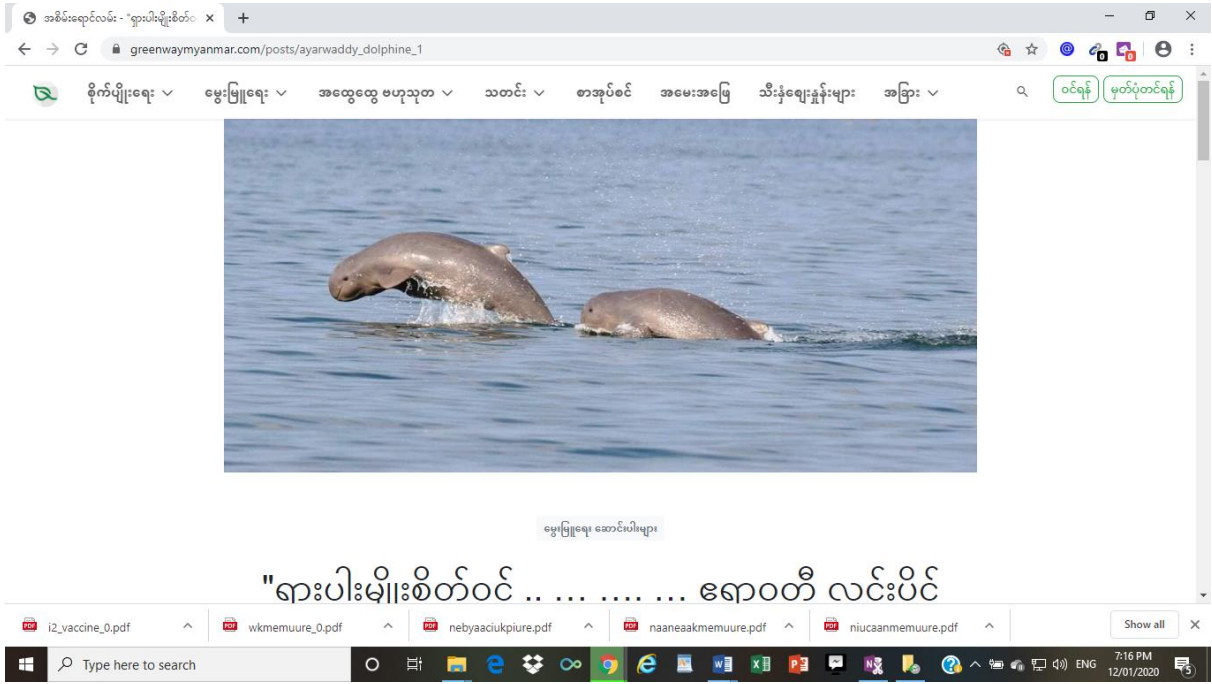 အစိမ်းရောင်လမ်း - "ရှားပါးမျိုးစိတ်ဝ
greenwaymyanmar.com/posts/ayarwaddy_dolphine_1
စိုက်ပျိုးရေး မွေးမြူရေး အထွေထွေ ဗဟုသုတ သတင်း စာအုပ်စင် အမေးအဖြေ သီးနှံဈေးနှုန်းများ အခြား ဝင်ရန် မှတ်ပုံတင်ရန်
မွေးမြူရေး ဆောင်းပါးများ
"ရှားပါးမျိုးစိတ်ဝင် .. ... .... ... ဧရာဝတီ လင်းပိုင်
i2_vaccine_0.pdf wkmemuure_0.pdf nebyaaciukpiure.pdf naaneaakmemuure.pdf niucaanmemuure.pdf Show all
Type here to search ENG 7:16 PM
12/01/2020